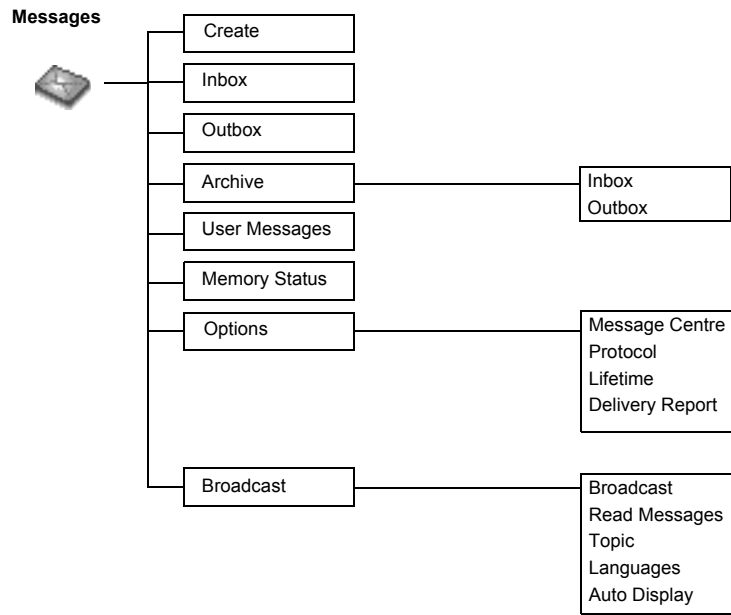 Messages
Create
Inbox
Outbox
Archive
Inbox
Outbox
User Messages
Memory Status
Options
Message Centre
Protocol
Lifetime
Delivery Report
Broadcast
Broadcast
Read Messages
Topic
Languages
Auto Display